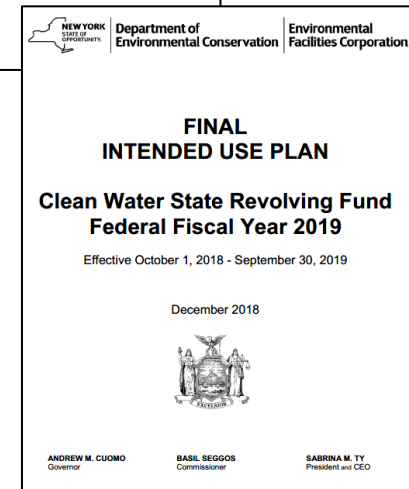 NEW YORK
STATE OF
OPPORTUNITY.
Department of
Environmental Conservation
Environmental
Facilities Corporation
FINAL
INTENDED USE PLAN
Clean Water State Revolving Fund
Federal Fiscal Year 2019
Effective October 1, 2018 - September 30, 2019
December 2018
EXCELSIOR
ANDREW M. CUOMO
Governor
BASIL SEGGOS
Commissioner
SABRINA M. TY
President and CEO